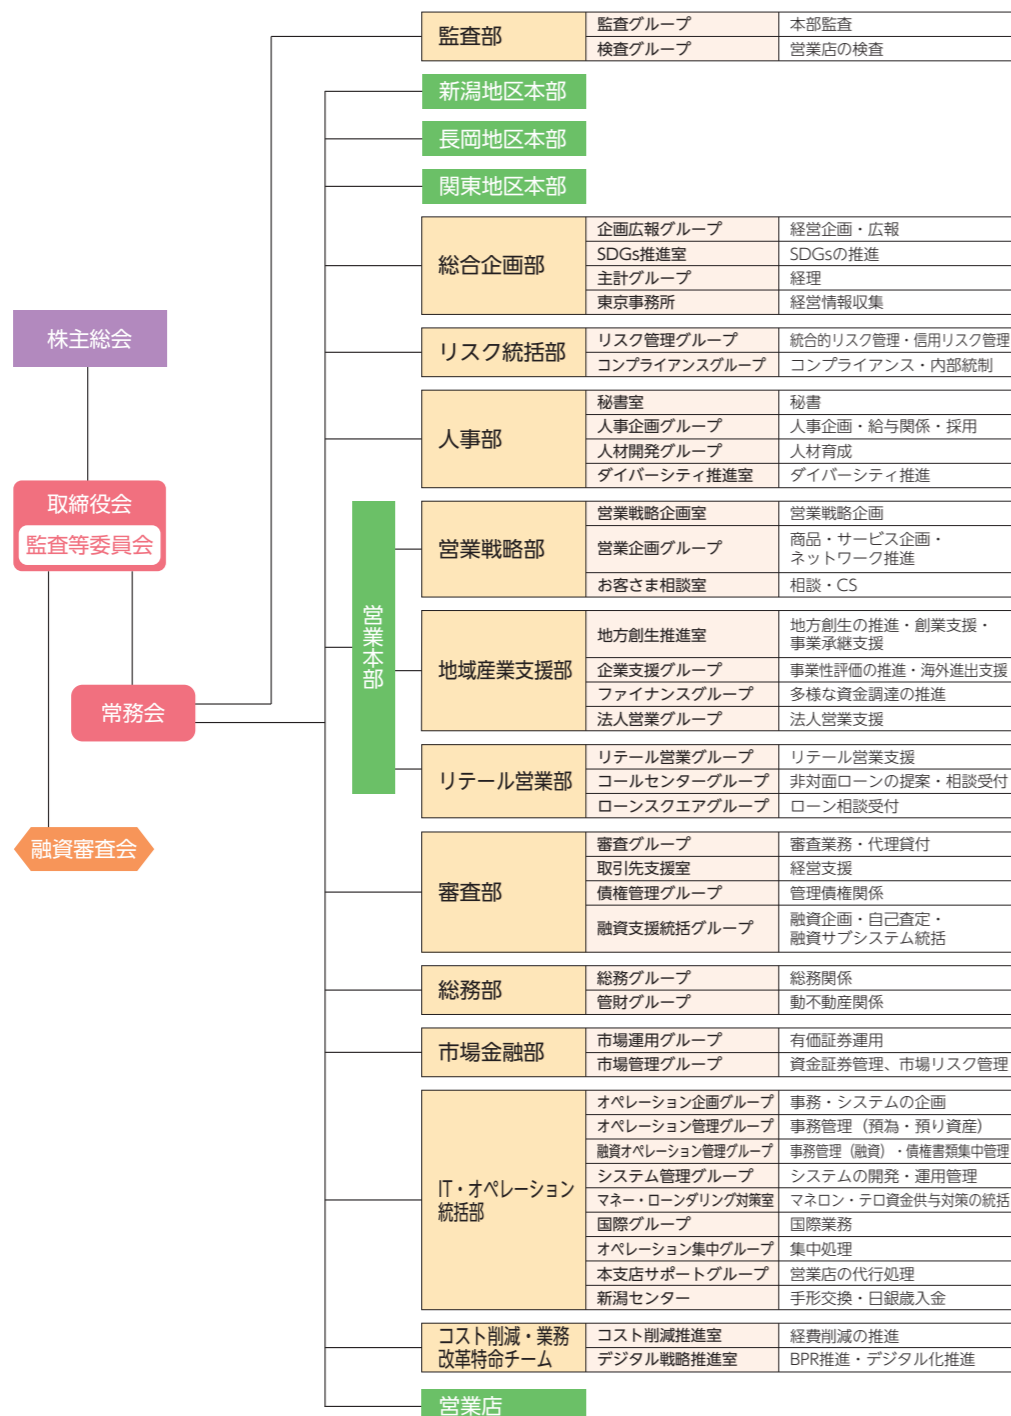 株主総会
取締役会
監査等委員会
常務会
融資審査会
監査部
監査グループ 本部監査
検査グループ 営業店の検査
新潟地区本部
長岡地区本部
関東地区本部
総合企画部
企画広報グループ 経営企画・広報
SDGs推進室 SDGsの推進
主計グループ 経理
東京事務所 経営情報収集
リスク統括部
リスク管理グループ 統合的リスク管理・信用リスク管理
コンプライアンスグループ コンプライアンス・内部統制
人事部
秘書室 秘書
人事企画グループ 人事企画・給与関係・採用
人材開発グループ 人材育成
ダイバーシティ推進室 ダイバーシティ推進
営業本部
営業戦略部
営業戦略企画室 営業戦略企画
営業企画グループ 商品・サービス企画・
ネットワーク推進
お客さま相談室 相談・CS
地域産業支援部
地方創生推進室 地方創生の推進・創業支援・
事業承継支援
企業支援グループ 事業性評価の推進・海外進出支援
ファイナンスグループ 多様な資金調達の推進
法人営業グループ 法人営業支援
リテール営業部
リテール営業グループ リテール営業支援
コールセンターグループ 非対面ローンの提案・相談受付
ローンスクエアグループ ローン相談受付
審査部
審査グループ 審査業務・代理貸付
取引先支援室 経営支援
債権管理グループ 管理債権関係
融資支援統括グループ 融資企画・自己査定・
融資サブシステム統括
総務部
総務グループ 総務関係
管財グループ 動不動産関係
市場金融部
市場運用グループ 有価証券運用
市場管理グループ 資金証券管理、市場リスク管理
IT・オペレーション
統括部
オペレーション企画グループ 事務・システムの企画
オペレーション管理グループ 事務管理（預為・預り資産）
融資オペレーション管理グループ 事務管理（融資）・債権書類集中管理
システム管理グループ システムの開発・運用管理
マネー・ローンダリング対策室 マネロン・テロ資金供与対策の統括
国際グループ 国際業務
オペレーション集中グループ 集中処理
本支店サポートグループ 営業店の代行処理
新潟センター 手形交換・日銀歳入金
コスト削減・業務
改革特命チーム
コスト削減推進室 経費削減の推進
デジタル戦略推進室 BPR推進・デジタル化推進
営業店